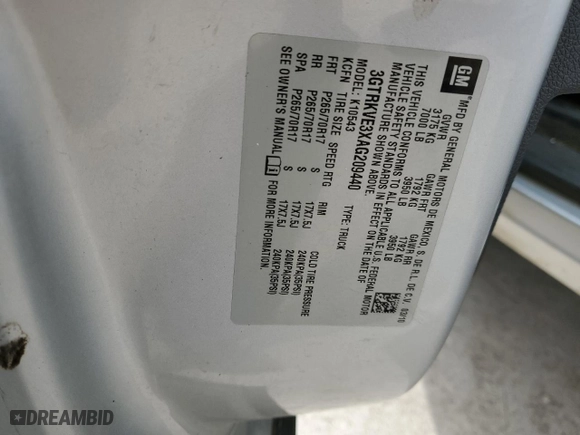 GM
MFD BY GENERAL MOTORS DE MEXICO, S. DE R.L. DE C.V. 03/10
GVWR GAWR FRT GAWR RR
3175 KG 1792 KG 1792 KG
7000 LB 3950 LB 3950 LB
THIS VEHICLE CONFORMS TO ALL APPLICABLE U.S. FEDERAL MOTOR
VEHICLE SAFETY STANDARDS IN EFFECT ON THE DATE OF
MANUFACTURE SHOWN ABOVE.
3GTRKVE3XAG209440 TYPE: TRUCK
MODEL: K10543
KCFN TIRE SIZE SPEED RTG RIM COLD TIRE PRESSURE
FRT P265/70R17 S 17X7.5J 240KPA(35PSI)
RR P265/70R17 S 17X7.5J 240KPA(35PSI)
SPA P265/70R17 S 17X7.5J 240KPA(35PSI)
SEE OWNER'S MANUAL FOR MORE INFORMATION.
DREAMBID